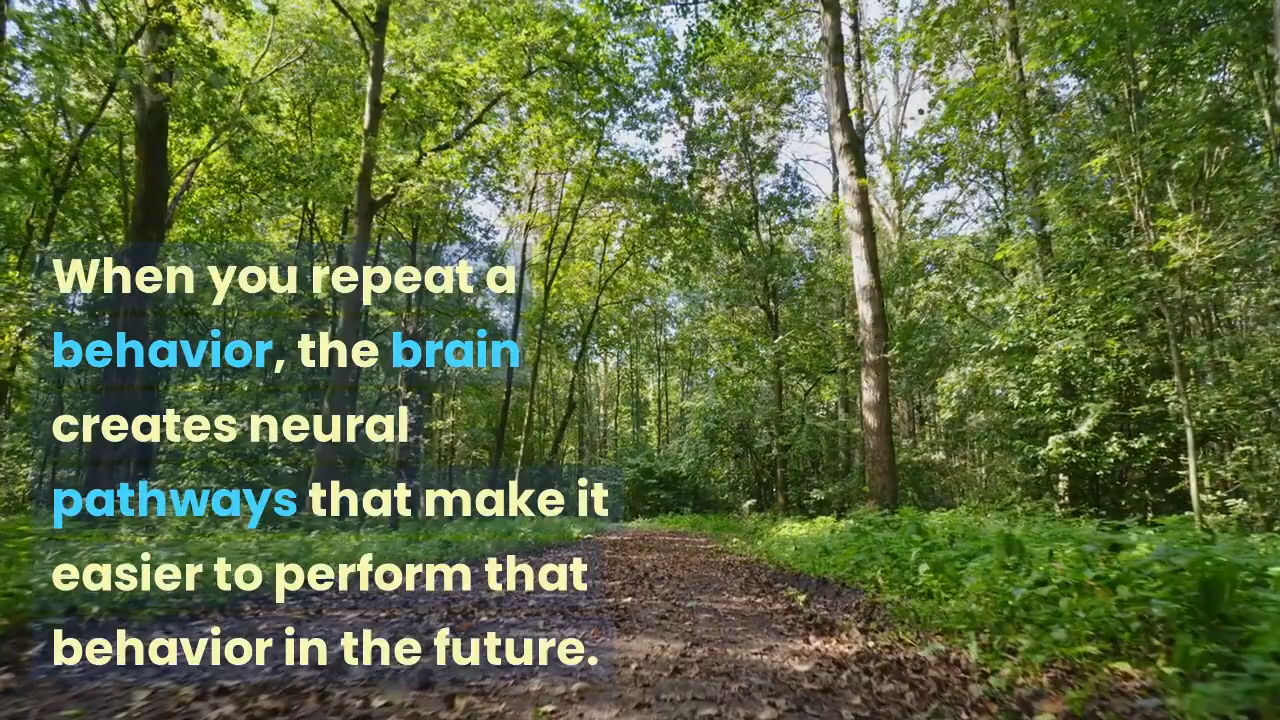 When you repeat a
behavior, the brain
creates neural
pathways that make it
easier to perform that
behavior in the future.